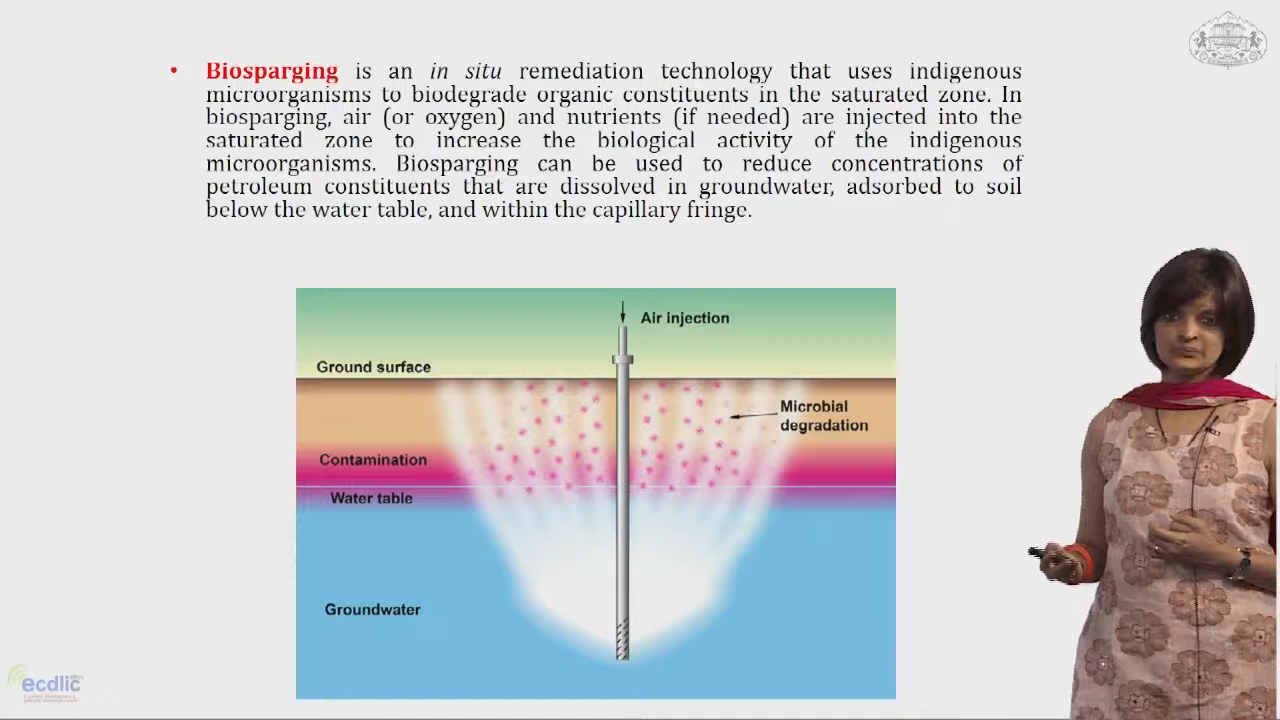 • Biosparging is an in situ remediation technology that uses indigenous
microorganisms to biodegrade organic constituents in the saturated zone. In
biosparging, air (or oxygen) and nutrients (if needed) are injected into the
saturated zone to increase the biological activity of the indigenous
microorganisms. Biosparging can be used to reduce concentrations of
petroleum constituents that are dissolved in groundwater, adsorbed to soil
below the water table, and within the capillary fringe.
Air injection
Ground surface
Microbial
degradation
Contamination
Water table
Groundwater
ecdlic